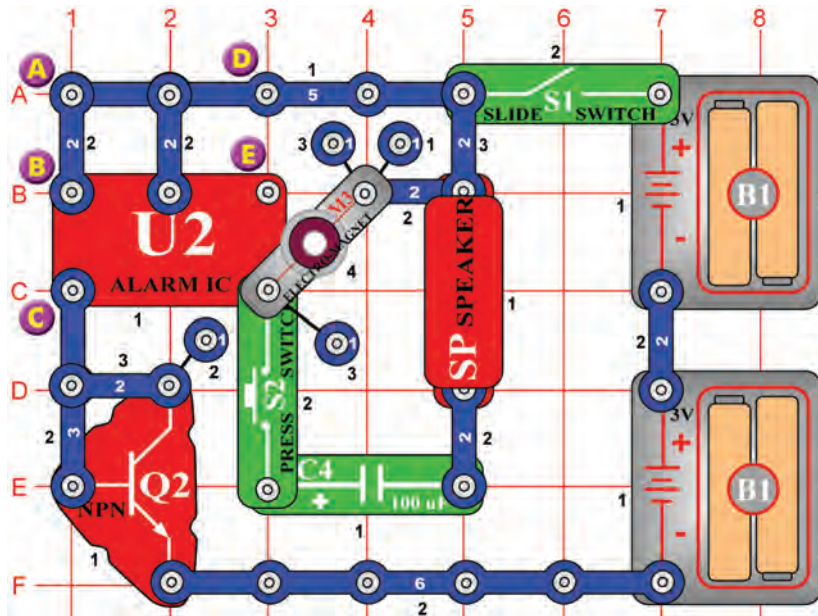 1 2 3 4 5 6 7 8
A D 1 2
A 5 S1
SLIDE SWITCH 3V
2 2 2 2 3 1 1 1 3
B E + B1
B 2 1
U2 M3 2 -
ELECTROMAGNET 4
C ALARM IC SP SPEAKER
C 1 1
3 1 1 2 2
2 3
D 2 3V
2 3 S2 PRESS SWITCH 2 2 2 +
E Q2 C4 B1
NPN + 100 uF 1
1 1 -
F 6
2